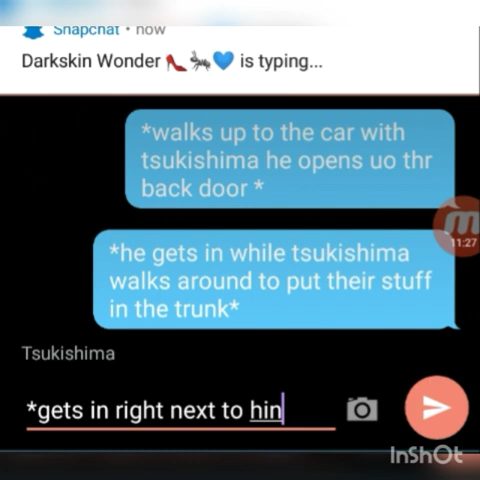 Snapchat • now
Darkskin Wonder 👠🐜💙 is typing...
*walks up to the car with
tsukishima he opens uo thr
back door *
*he gets in while tsukishima
walks around to put their stuff
in the trunk*
11:27
Tsukishima
*gets in right next to hin
InShOt